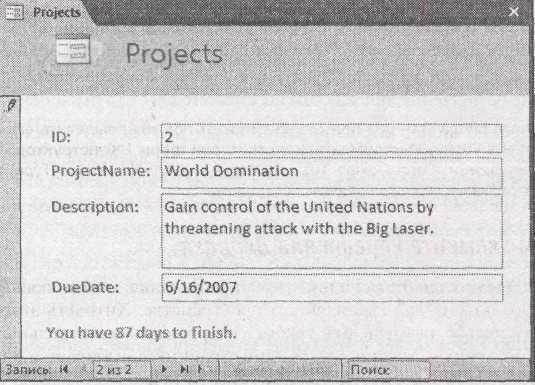 Projects
Projects
ID: 2
ProjectName: World Domination
Description: Gain control of the United Nations by
threatening attack with the Big Laser.
DueDate: 6/16/2007
You have 87 days to finish.
Запись: 2 из 2 Поиск